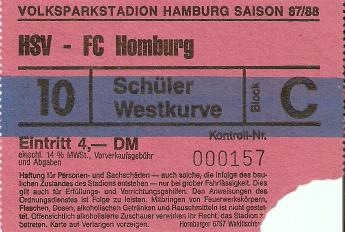 VOLKSPARKSTADION HAMBURG SAISON 87/88
HSV - FC Homburg
10 Schüler Westkurve Block C
Eintritt 4,— DM Kontroll-Nr.
einschl. 14 % MWSt., Vorverkaufsgebühr
und Abgaben 000157
Haftung für Personen- und Sachschäden — auch solche, die infolge des bau-
lichen Zustandes des Stadions entstehen — nur bei grober Fahrlässigkeit. Dies
gilt auch für Erfüllungs- und Verrichtungsgehilfen. Den Anweisungen des
Ordnungsdienstes ist Folge zu leisten. Mitbringen von Feuerwerkskörpern,
Flaschen, Dosen, alkoholischen Getränken und Rauschmitteln ist nicht gestat-
tet. Offensichtlich alkoholisierte Zuschauer verwirken ihr Recht, das Stadion z
betreten. Karte auf Verlangen vorzeigen. Homburger 6757 Waldfischb